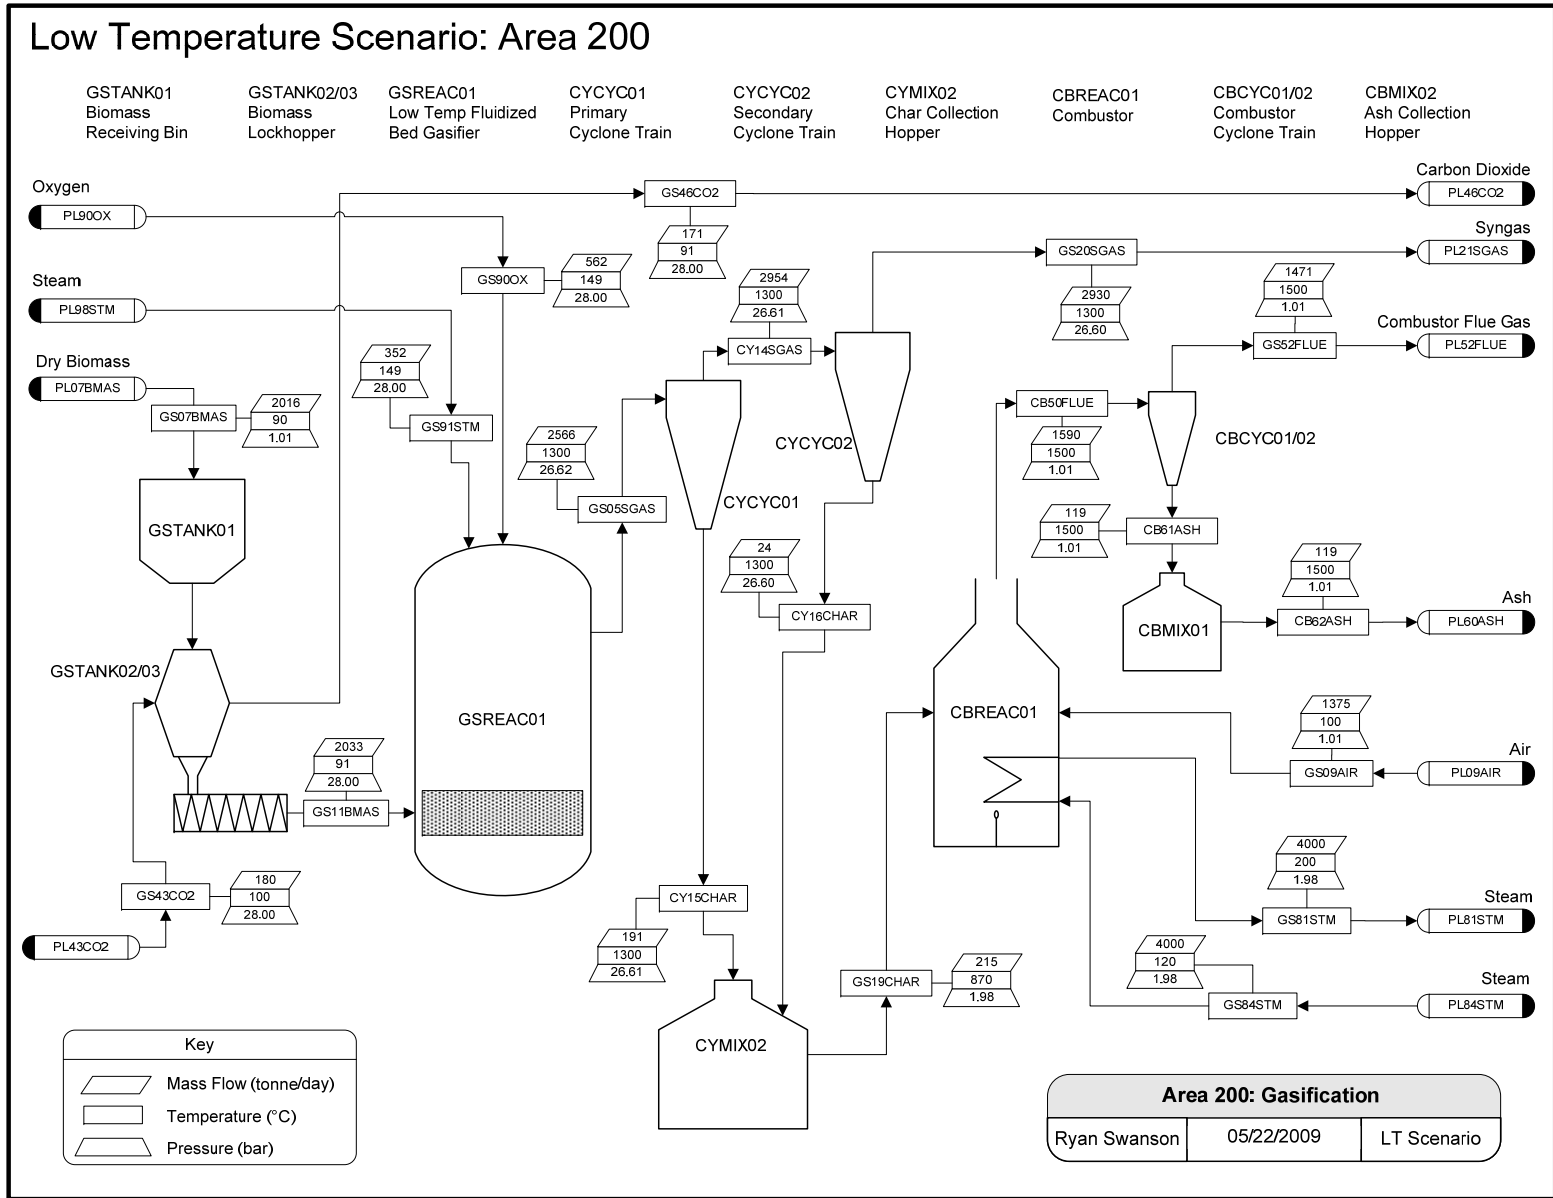 Low Temperature Scenario: Area 200
GSTANK01
Biomass
Receiving Bin
GSTANK02/03
Biomass
Lockhopper
GSREAC01
Low Temp Fluidized
Bed Gasifier
CYCYC01
Primary
Cyclone Train
CYCYC02
Secondary
Cyclone Train
CYMIX02
Char Collection
Hopper
CBREAC01
Combustor
CBCYC01/02
Combustor
Cyclone Train
CBMIX02
Ash Collection
Hopper
Oxygen
PL90OX
Steam
PL98STM
Dry Biomass
PL07BMAS
GS07BMAS
2016
90
1.01
GSTANK01
GSTANK02/03
GS43CO2
180
100
28.00
PL43CO2
GS11BMAS
2033
91
28.00
GS90OX
562
149
28.00
352
149
28.00
GS91STM
GSREAC01
GS46CO2
171
91
28.00
2566
1300
26.62
GS05SGAS
CYCYC01
2954
1300
26.61
CY14SGAS
CYCYC02
24
1300
26.60
CY16CHAR
CY15CHAR
191
1300
26.61
CYMIX02
GS19CHAR
215
870
1.98
GS20SGAS
2930
1300
26.60
CB50FLUE
1590
1500
1.01
CBREAC01
1471
1500
1.01
GS52FLUE
CBCYC01/02
119
1500
1.01
CB61ASH
CBMIX01
119
1500
1.01
CB62ASH
1375
100
1.01
GS09AIR
4000
200
1.98
GS81STM
4000
120
1.98
GS84STM
Carbon Dioxide
PL46CO2
Syngas
PL21SGAS
Combustor Flue Gas
PL52FLUE
Ash
PL60ASH
Air
PL09AIR
Steam
PL81STM
Steam
PL84STM
Key
Mass Flow (tonne/day)
Temperature (°C)
Pressure (bar)
Area 200: Gasification
Ryan Swanson
05/22/2009
LT Scenario